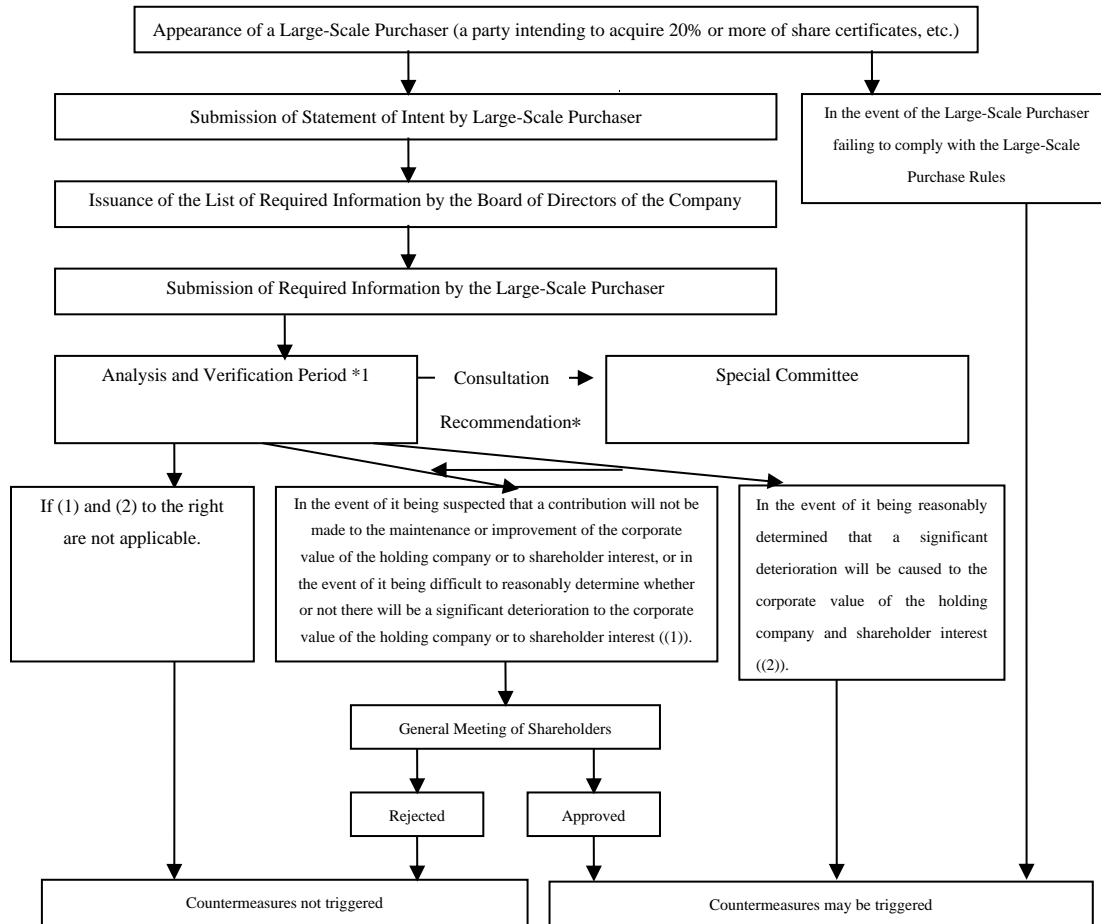 Appearance of a Large-Scale Purchaser (a party intending to acquire 20% or more of share certificates, etc.)
Submission of Statement of Intent by Large-Scale Purchaser
In the event of the Large-Scale Purchaser
failing to comply with the Large-Scale
Purchase Rules
Issuance of the List of Required Information by the Board of Directors of the Company
Submission of Required Information by the Large-Scale Purchaser
Analysis and Verification Period *1
Consultation
Recommendation*
Special Committee
If (1) and (2) to the right
are not applicable.
In the event of it being suspected that a contribution will not be
made to the maintenance or improvement of the corporate
value of the holding company or to shareholder interest, or in
the event of it being difficult to reasonably determine whether
or not there will be a significant deterioration to the corporate
value of the holding company or to shareholder interest ((1)).
In the event of it being reasonably
determined that a significant
deterioration will be caused to the
corporate value of the holding
company and shareholder interest
((2)).
General Meeting of Shareholders
Rejected
Approved
Countermeasures not triggered
Countermeasures may be triggered